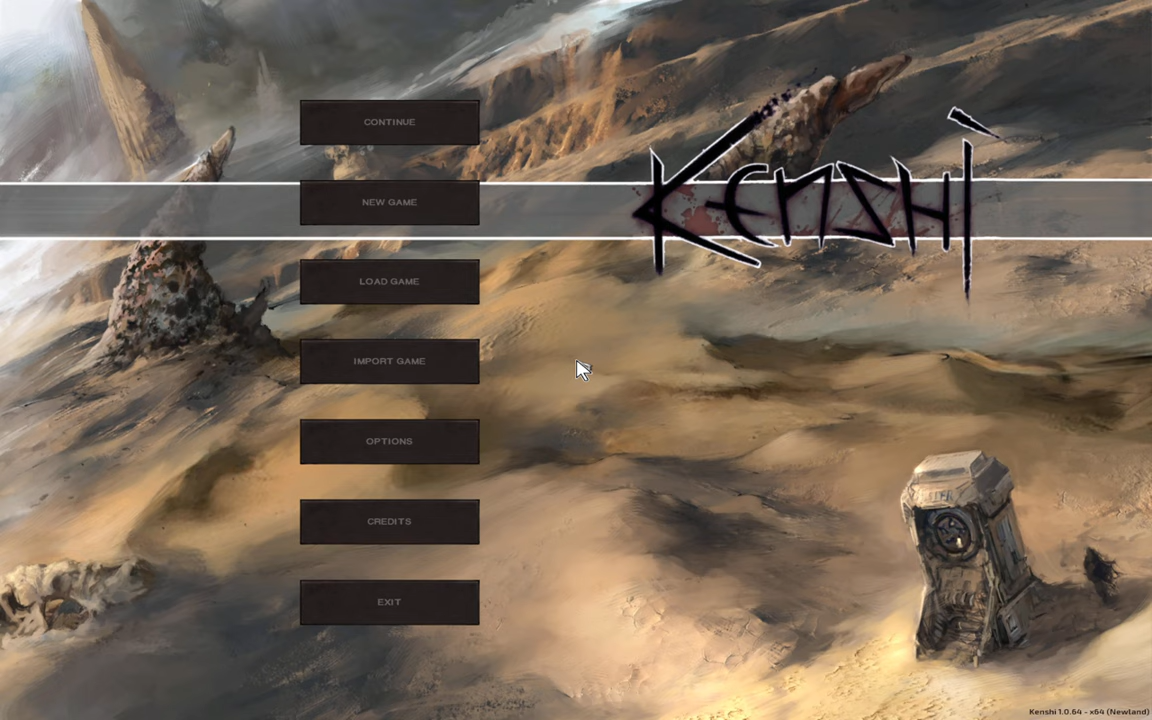 CONTINUE
KENSHI
NEW GAME
LOAD GAME
IMPORT GAME
OPTIONS
CREDITS
EXIT
Kenshi 1.0.64 - x64 (Newland)